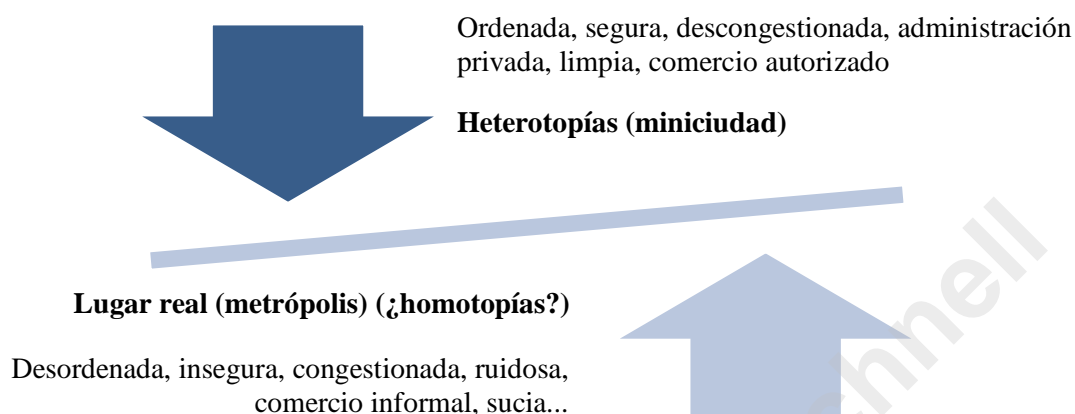 Ordenada, segura, descongestionada, administración
privada, limpia, comercio autorizado
Heterotopías (miniciudad)
Lugar real (metrópolis) (¿homotopías?)
Desordenada, insegura, congestionada, ruidosa,
comercio informal, sucia...